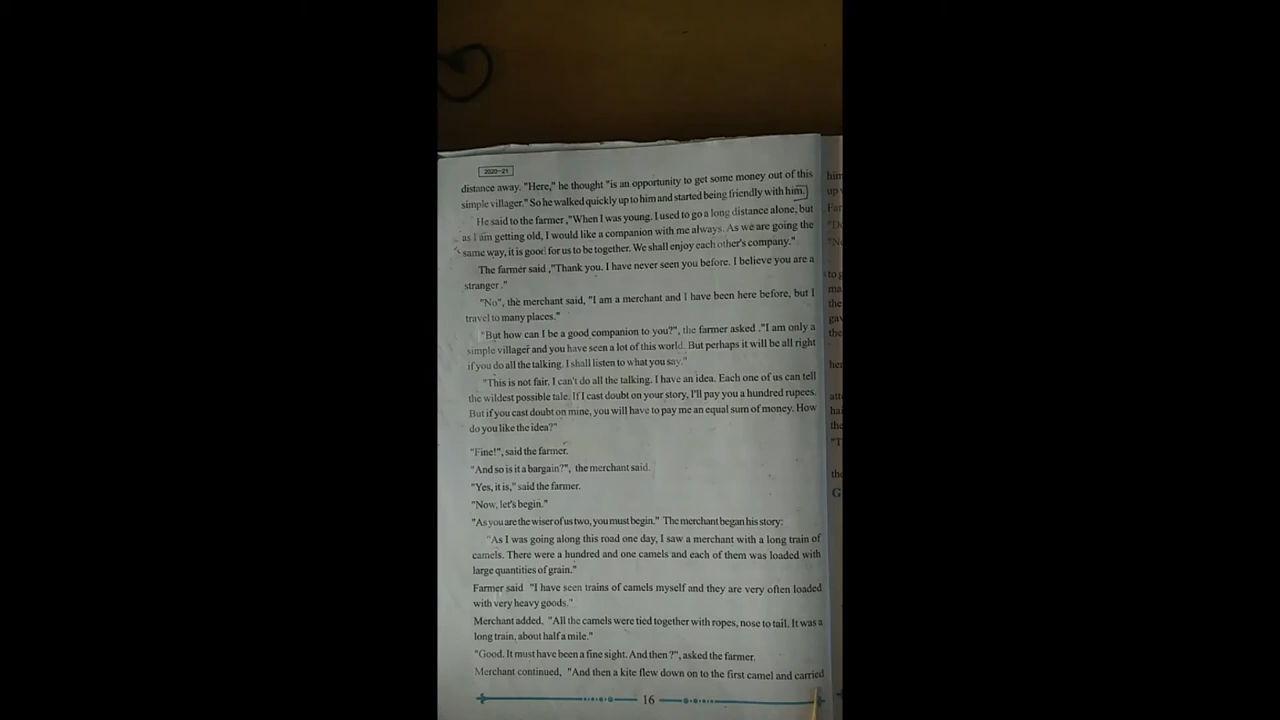 2020-21
distance away. "Here," he thought "is an opportunity to get some money out of this
simple villager." So he walked quickly up to him and started being friendly with him.
He said to the farmer ,"When I was young. I used to go a long distance alone, but
as I am getting old, I would like a companion with me always. As we are going the
same way, it is good for us to be together. We shall enjoy each other's company."
The farmer said ,"Thank you. I have never seen you before. I believe you are a
stranger ."
"No", the merchant said, "I am a merchant and I have been here before, but I
travel to many places."
"But how can I be a good companion to you?", the farmer asked ."I am only a
simple villager and you have seen a lot of this world. But perhaps it will be all right
if you do all the talking. I shall listen to what you say."
"This is not fair. I can't do all the talking. I have an idea. Each one of us can tell
the wildest possible tale. If I cast doubt on your story, I'll pay you a hundred rupees.
But if you cast doubt on mine, you will have to pay me an equal sum of money. How
do you like the idea?"
"Fine!", said the farmer.
"And so is it a bargain?", the merchant said.
"Yes, it is," said the farmer.
"Now, let's begin."
"As you are the wiser of us two, you must begin." The merchant began his story:
"As I was going along this road one day, I saw a merchant with a long train of
camels. There were a hundred and one camels and each of them was loaded with
large quantities of grain."
Farmer said "I have seen trains of camels myself and they are very often loaded
with very heavy goods."
Merchant added, "All the camels were tied together with ropes, nose to tail. It was a
long train, about half a mile."
"Good. It must have been a fine sight. And then ?", asked the farmer.
Merchant continued, "And then a kite flew down on to the first camel and carried
16
him
up
"T
G